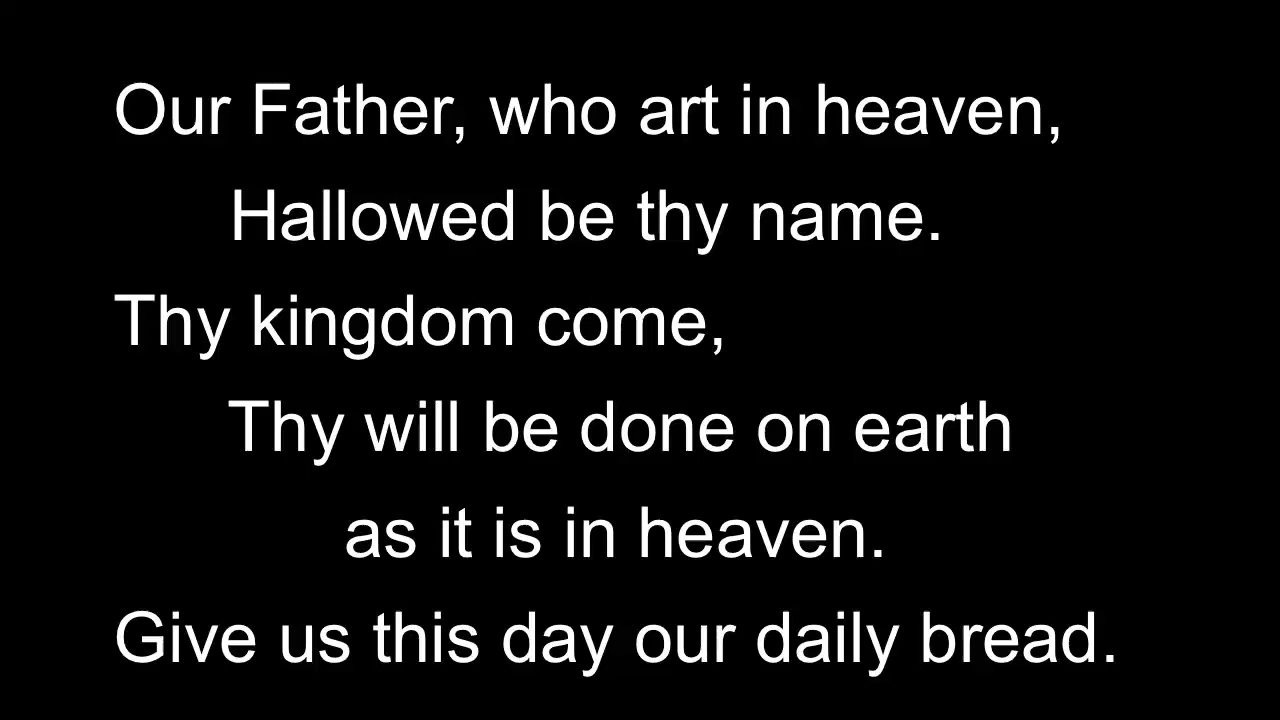 Our Father, who art in heaven,
Hallowed be thy name.
Thy kingdom come,
Thy will be done on earth
as it is in heaven.
Give us this day our daily bread.